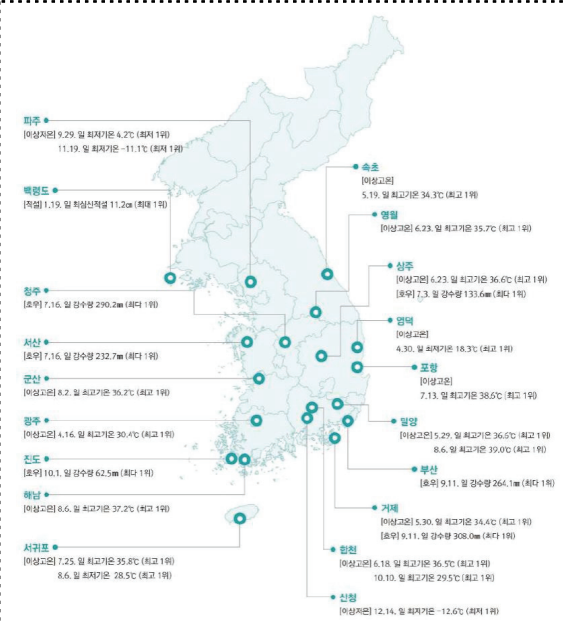 파주
[이상저온] 9.29. 일 최저기온 4.2℃ (최저 1위)
11.19. 일 최저기온 -11.1℃ (최저 1위)
백령도
[적설] 1.19. 일 최심신적설 11.2㎝ (최대 1위)
청주
[호우] 7.16. 일 강수량 290.2㎜ (최다 1위)
서산
[호우] 7.16. 일 강수량 232.7㎜ (최다 1위)
군산
[이상고온] 8.2. 일 최고기온 36.2℃ (최고 1위)
광주
[이상고온] 4.16. 일 최고기온 30.4℃ (최고 1위)
진도
[호우] 10.1. 일 강수량 62.5㎜ (최다 1위)
해남
[이상고온] 8.6. 일 최고기온 37.2℃ (최고 1위)
서귀포
[이상고온] 7.25. 일 최고기온 35.8℃ (최고 1위)
8.6. 일 최저기온 28.5℃ (최고 1위)
속초
[이상고온]
5.19. 일 최고기온 34.3℃ (최고 1위)
영월
[이상고온] 6.23. 일 최고기온 35.7℃ (최고 1위)
상주
[이상고온] 6.23. 일 최고기온 36.6℃ (최고 1위)
[호우] 7.3. 일 강수량 133.6㎜ (최다 1위)
영덕
[이상고온]
4.30. 일 최저기온 18.3℃ (최고 1위)
포항
[이상고온]
7.13. 일 최고기온 38.6℃ (최고 1위)
밀양
[이상고온] 5.29. 일 최고기온 36.5℃ (최고 1위)
8.6. 일 최고기온 39.0℃ (최고 1위)
부산
[호우] 9.11. 일 강수량 264.1㎜ (최다 1위)
거제
[이상고온] 5.30. 일 최고기온 34.4℃ (최고 1위)
[호우] 9.11. 일 강수량 308.0㎜ (최다 1위)
합천
[이상고온] 6.18. 일 최고기온 36.5℃ (최고 1위)
10.10. 일 최고기온 29.5℃ (최고 1위)
산청
[이상저온] 12.14. 일 최저기온 -12.6℃ (최저 1위)